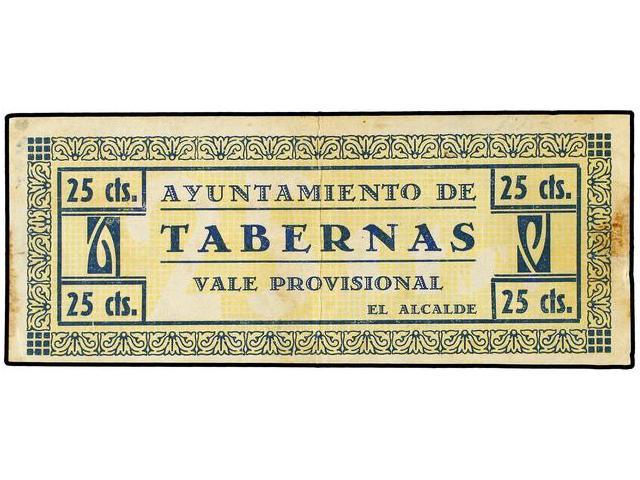 25 cts. AYUNTAMIENTO DE 25 cts.
TABERNAS
VALE PROVISIONAL
EL ALCALDE
25 cts. 25 cts.